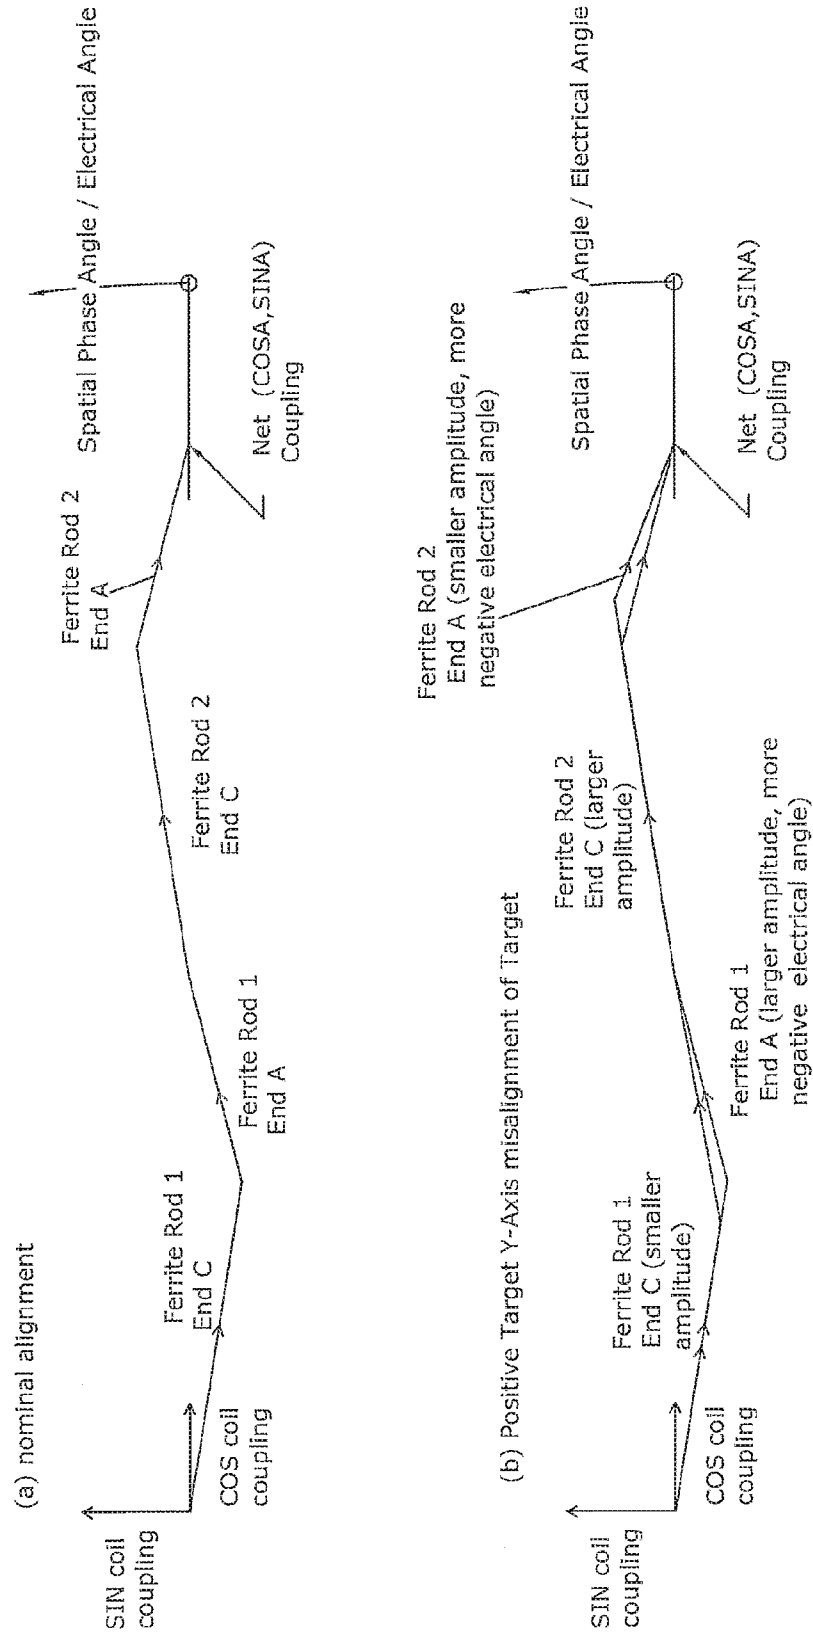 (a) nominal alignment
SIN coil
coupling
COS coil
coupling
Ferrite Rod 1
End C
Ferrite Rod 1
End A
Ferrite Rod 2
End C
Ferrite Rod 2
End A
Spatial Phase Angle / Electrical Angle
Net (COSA,SINA)
Coupling
(b) Positive Target Y-Axis misalignment of Target
SIN coil
coupling
COS coil
coupling
Ferrite Rod 1
End C (smaller
amplitude)
Ferrite Rod 1
End A (larger amplitude, more
negative electrical angle)
Ferrite Rod 2
End C (larger
amplitude)
Ferrite Rod 2
End A (smaller amplitude, more
negative electrical angle)
Spatial Phase Angle / Electrical Angle
Net (COSA,SINA)
Coupling